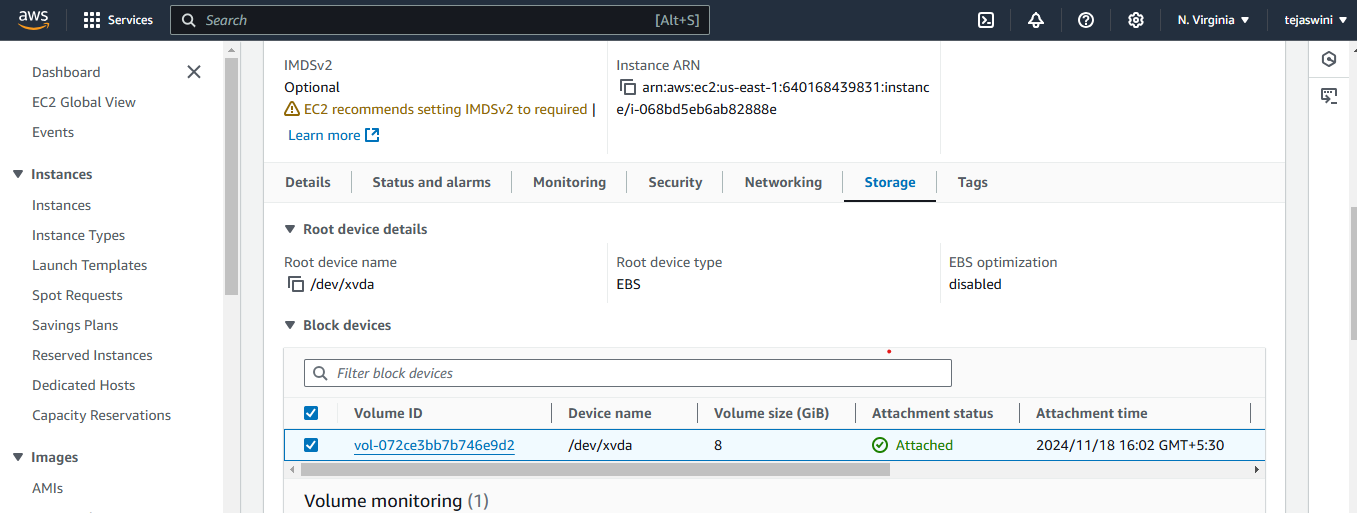 aws Services Search [Alt+S] N. Virginia tejaswini
Dashboard
EC2 Global View
Events
Instances
Instances
Instance Types
Launch Templates
Spot Requests
Savings Plans
Reserved Instances
Dedicated Hosts
Capacity Reservations
Images
AMIs
IMDSv2
Optional
EC2 recommends setting IMDSv2 to required |
Learn more
Instance ARN
arn:aws:ec2:us-east-1:640168439831:instanc
e/i-068bd5eb6ab82888e
Details Status and alarms Monitoring Security Networking Storage Tags
Root device details
Root device name
/dev/xvda
Root device type
EBS
EBS optimization
disabled
Block devices
Filter block devices
Volume ID Device name Volume size (GiB) Attachment status Attachment time
vol-072ce3bb7b746e9d2 /dev/xvda 8 Attached 2024/11/18 16:02 GMT+5:30
Volume monitoring (1)